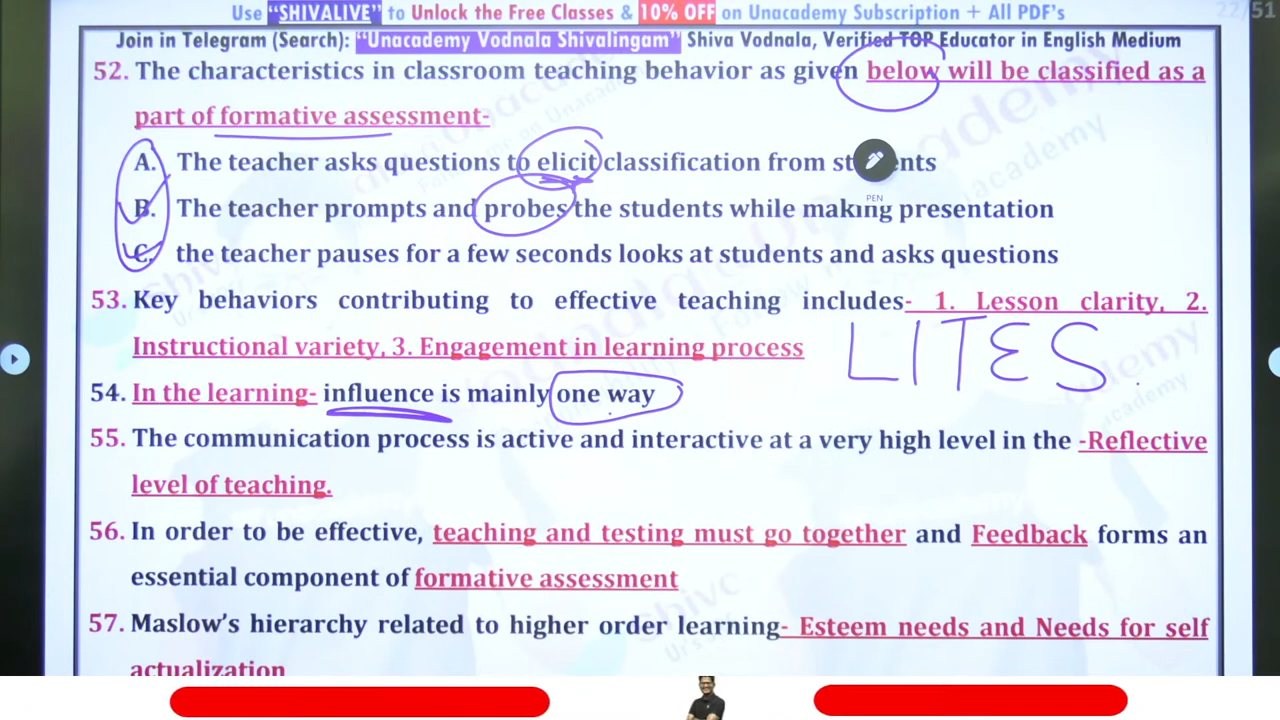 Use "SHIVALIVE" to Unlock the Free Classes & 10% OFF on Unacademy Subscription + All PDF's
22/51
Join in Telegram (Search): "Unacademy Vodnala Shivalingam" Shiva Vodnala, Verified TOP Educator in English Medium
52. The characteristics in classroom teaching behavior as given below will be classified as a
part of formative assessment-
A. The teacher asks questions to elicit classification from students
B. The teacher prompts and probes the students while making presentation
PEN
C. the teacher pauses for a few seconds looks at students and asks questions
53. Key behaviors contributing to effective teaching includes- 1. Lesson clarity, 2.
Instructional variety, 3. Engagement in learning process
LITES
54. In the learning- influence is mainly one way
55. The communication process is active and interactive at a very high level in the -Reflective
level of teaching.
56. In order to be effective, teaching and testing must go together and Feedback forms an
essential component of formative assessment
57. Maslow's hierarchy related to higher order learning- Esteem needs and Needs for self
actualization